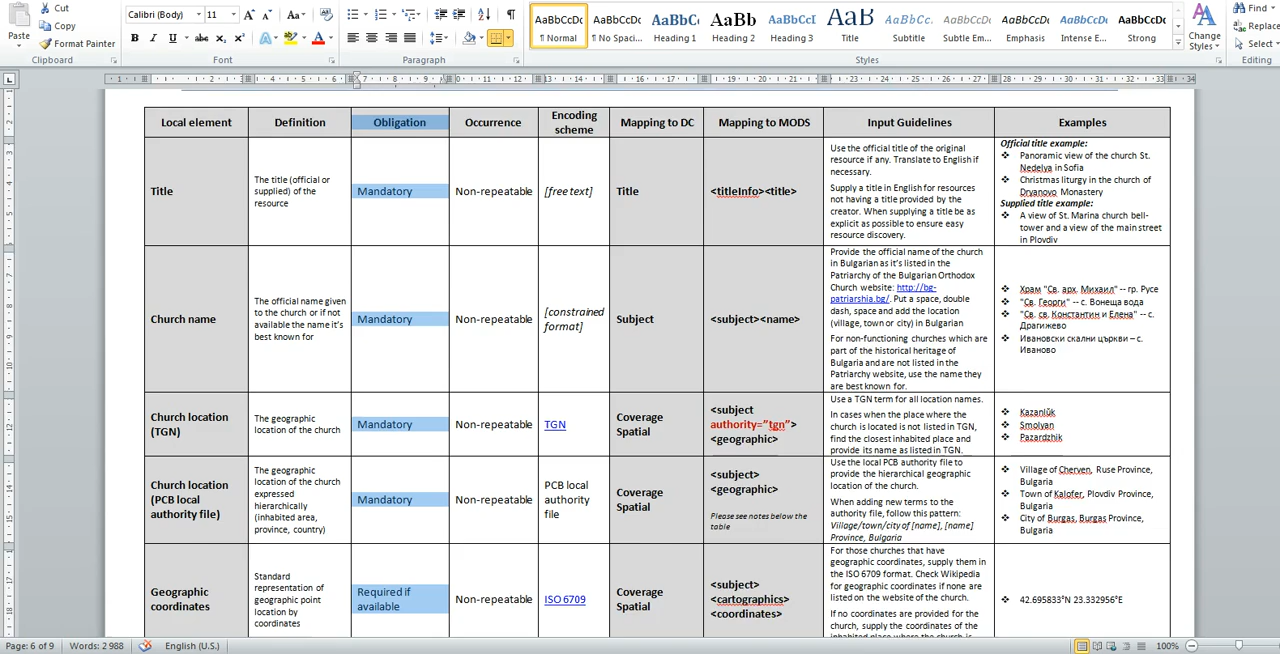 Cut
Calibri (Body)
11
Aa
AaBbCcDc
AaBbCcDc
AaBbCc
AaBbCc
AaBbCcI
AaB
AaBbCc.
AaBbCcDc
AaBbCcDc
AaBbCcDc
AaBbCcDc
Find
Paste
Copy
Format Painter
B I U abc x₂ x²
¶ Normal
¶ No Spaci...
Heading 1
Heading 2
Heading 3
Title
Subtitle
Subtle Em...
Emphasis
Intense E...
Strong
Change
Styles
Replace
Select
Clipboard
Font
Paragraph
Styles
Editing
Local element
Definition
Obligation
Occurrence
Encoding
scheme
Mapping to DC
Mapping to MODS
Input Guidelines
Examples
Title
The title (official or
supplied) of the
resource
Mandatory
Non-repeatable
[free text]
Title
<titleInfo><title>
Use the official title of the original
resource if any. Translate to English if
necessary.
Supply a title in English for resources
not having a title provided by the
creator. When supplying a title be as
explicit as possible to ensure easy
resource discovery.
Official title example:
❖ Panoramic view of the church St.
Nedelya in Sofia
❖ Christmas liturgy in the church of
Dryanovo Monastery
Supplied title example:
❖ A view of St. Marina church bell-
tower and a view of the main street
in Plovdiv
Church name
The official name given
to the church or if not
available the name it's
best known for
Mandatory
Non-repeatable
[constrained
format]
Subject
<subject><name>
Provide the official name of the church
in Bulgarian as it's listed in the
Patriarchy of the Bulgarian Orthodox
Church website: http://bg-
patriarshia.bg/. Put a space, double
dash, space and add the location
(village, town or city) in Bulgarian
For non-functioning churches which are
part of the historical heritage of
Bulgaria and are not listed in the
Patriarchy website, use the name they
are best known for.
❖ Храм "Св. арх. Михаил" -- гр. Русе
❖ "Св. Георги" -- с. Вонеща вода
❖ "Св. св. Константин и Елена" -- с.
Драгижево
❖ Ивановски скални църкви – с.
Иваново
Church location
(TGN)
The geographic
location of the church
Mandatory
Non-repeatable
TGN
Coverage
Spatial
<subject
authority="tgn">
<geographic>
Use a TGN term for all location names.
In cases when the place where the
church is located is not listed in TGN,
find the closest inhabited place and
provide its name as listed in TGN.
❖ Kazanlŭk
❖ Smolyan
❖ Pazardzhik
Church location
(PCB local
authority file)
The geographic
location of the church
expressed
hierarchically
(inhabited area,
province, country)
Mandatory
Non-repeatable
PCB local
authority
file
Coverage
Spatial
<subject>
<geographic>
Please see notes below the
table
Use the local PCB authority file to
provide the hierarchical geographic
location of the church.
When adding new terms to the
authority file, follow this pattern:
Village/town/city of [name], [name]
Province, Bulgaria
❖ Village of Cherven, Ruse Province,
Bulgaria
❖ Town of Kalofer, Plovdiv Province,
Bulgaria
❖ City of Burgas, Burgas Province,
Bulgaria
Geographic
coordinates
Standard
representation of
geographic point
location by
coordinates
Required if
available
Non-repeatable
ISO 6709
Coverage
Spatial
<subject>
<cartographics>
<coordinates>
For those churches that have
geographic coordinates, supply them in
the ISO 6709 format. Check Wikipedia
for geographic coordinates if none are
listed on the website of the church.
If no coordinates are provided for the
church, supply the coordinates of the
inhabited place where the church is
❖ 42.695833°N 23.332956°E
Page: 6 of 9
Words: 2 988
English (U.S.)
100%